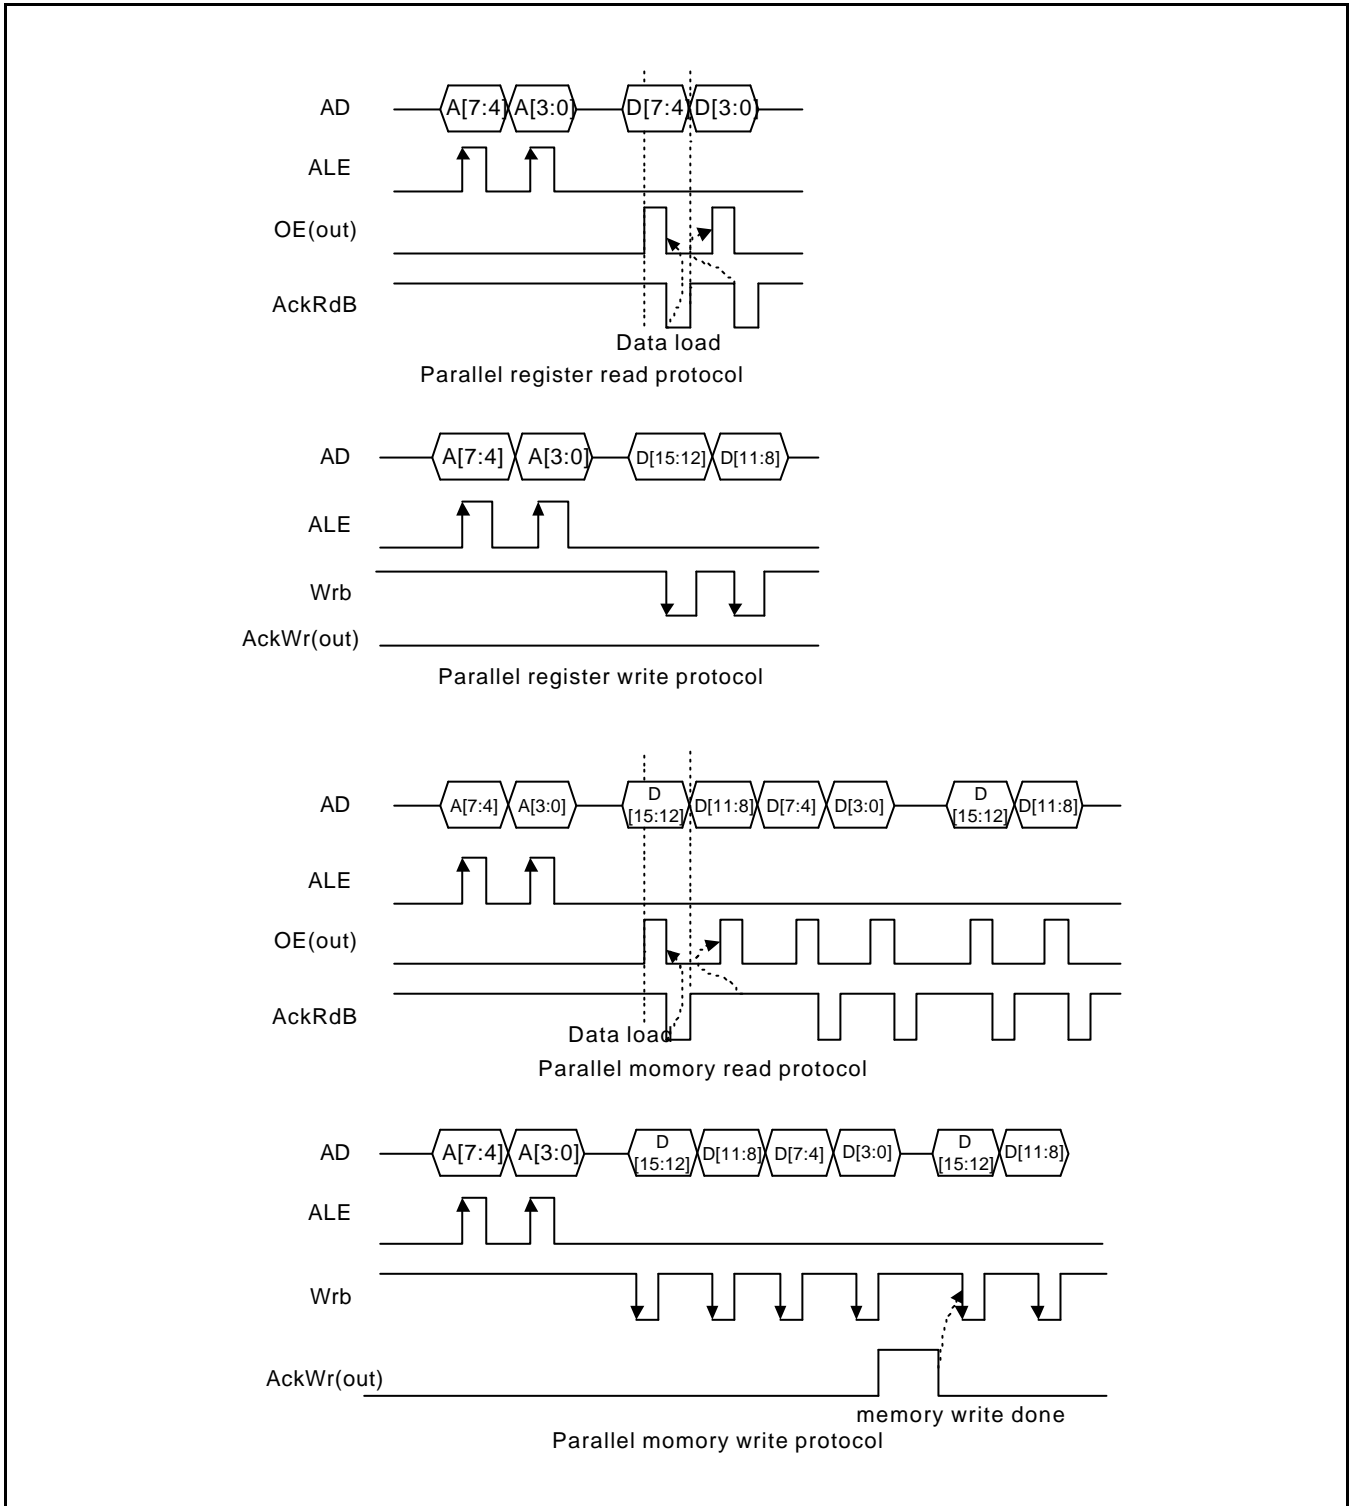 AD A[7:4] A[3:0] D[7:4 D[3:0]
ALE
OE(out)
AckRdB
Data load
Parallel register read protocol
AD A[7:4] A[3:0] D[15:12] D[11:8]
ALE
Wrb
AckWr(out)
Parallel register write protocol
AD A[7:4] A[3:0] D [15:12] D[11:8] D[7:4] D[3:0] D [15:12] D[11:8]
ALE
OE(out)
AckRdB
Data load
Parallel momory read protocol
AD A[7:4] A[3:0] D [15:12] D[11:8] D[7:4] D[3:0] D [15:12] D[11:8]
ALE
Wrb
AckWr(out)
memory write done
Parallel momory write protocol